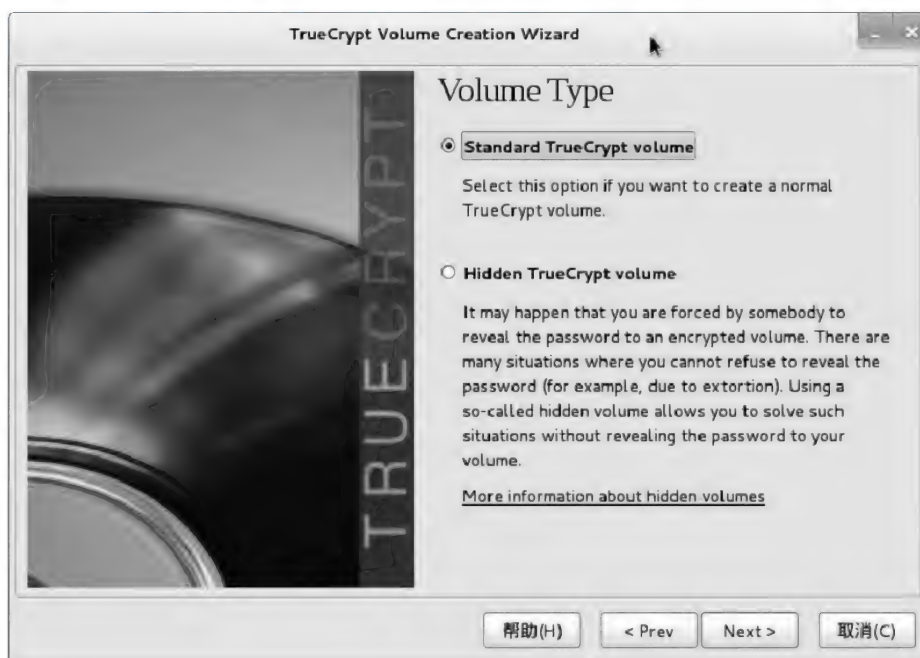 TrueCrypt Volume Creation Wizard
TRUECRYPT
Volume Type
Standard TrueCrypt volume
Select this option if you want to create a normal
TrueCrypt volume.
Hidden TrueCrypt volume
It may happen that you are forced by somebody to
reveal the password to an encrypted volume. There are
many situations where you cannot refuse to reveal the
password (for example, due to extortion). Using a
so-called hidden volume allows you to solve such
situations without revealing the password to your
volume.
More information about hidden volumes
帮助(H)
< Prev
Next >
取消(C)